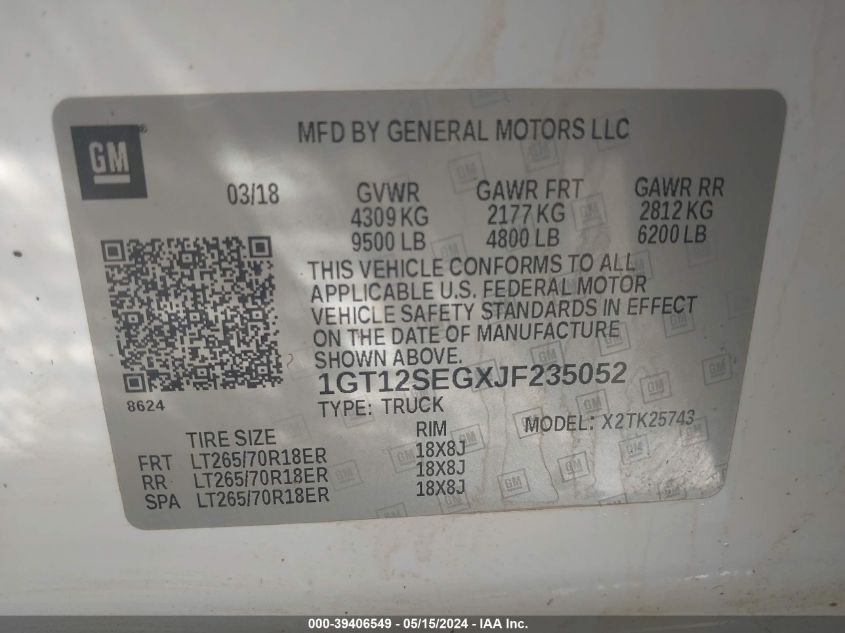 MFD BY GENERAL MOTORS LLC
GM
03/18
GVWR
4309 KG
9500 LB
GAWR FRT
2177 KG
4800 LB
GAWR RR
2812 KG
6200 LB
THIS VEHICLE CONFORMS TO ALL
APPLICABLE U.S. FEDERAL MOTOR
VEHICLE SAFETY STANDARDS IN EFFECT
ON THE DATE OF MANUFACTURE
SHOWN ABOVE.
1GT12SEGXJF235052
8624
TYPE: TRUCK
MODEL: X2TK25743
TIRE SIZE RIM
FRT LT265/70R18ER 18X8J
RR LT265/70R18ER 18X8J
SPA LT265/70R18ER 18X8J
000-39406549 - 05/15/2024 - IAA Inc.